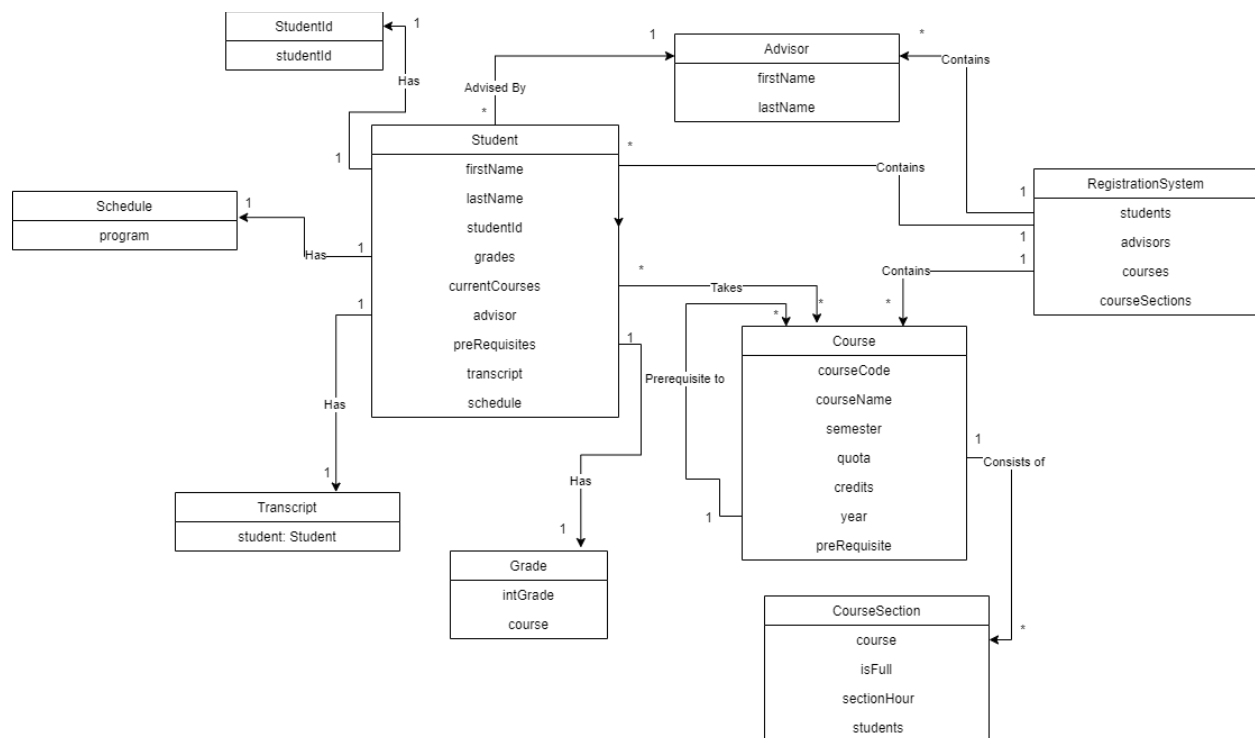 StudentId
studentId
1
Has
1
Advisor
firstName
lastName
1
*
Contains
Advised By
*
Student
firstName
lastName
studentId
grades
currentCourses
advisor
preRequisites
transcript
schedule
*
Contains
1
RegistrationSystem
students
advisors
courses
courseSections
1
1
Schedule
program
1
Has
1
Contains
*
*
Takes
*
Course
courseCode
courseName
semester
quota
credits
year
preRequisite
*
Prerequisite to
1
1
Has
1
Transcript
student: Student
1
Has
1
Grade
intGrade
course
1
Consists of
*
CourseSection
course
isFull
sectionHour
students